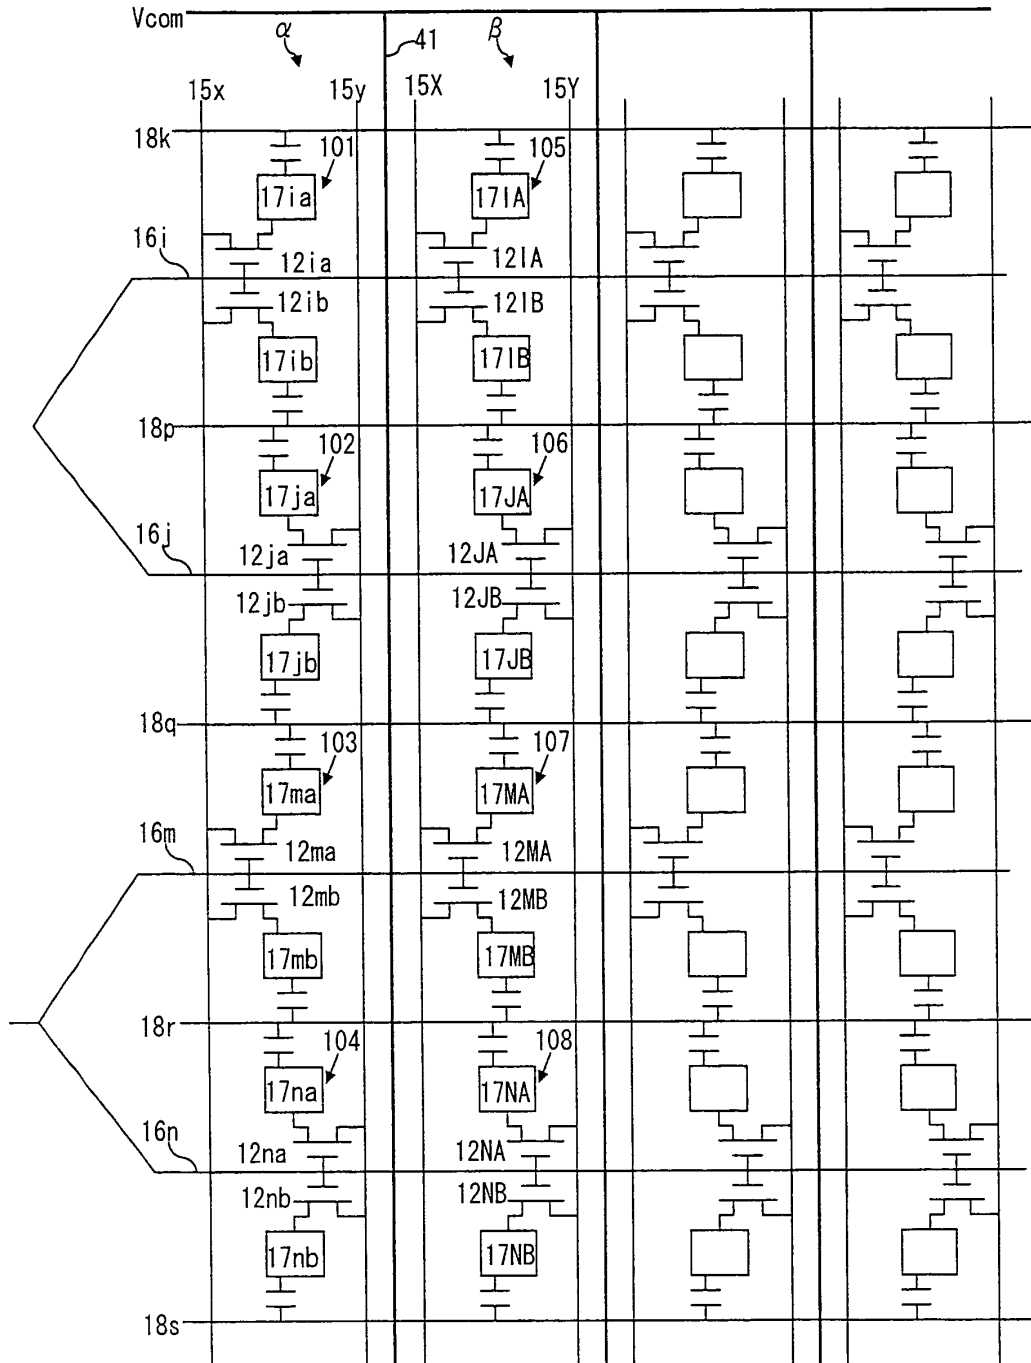 Vcom
α
41
β
15x
15y
15X
15Y
18k
101
105
17ia
17IA
16i
12ia
12IA
12ib
12IB
17ib
17IB
18p
102
106
17ja
17JA
16j
12ja
12JA
12jb
12JB
17jb
17JB
18q
103
107
17ma
17MA
16m
12ma
12MA
12mb
12MB
17mb
17MB
18r
104
108
17na
17NA
16n
12na
12NA
12nb
12NB
17nb
17NB
18s